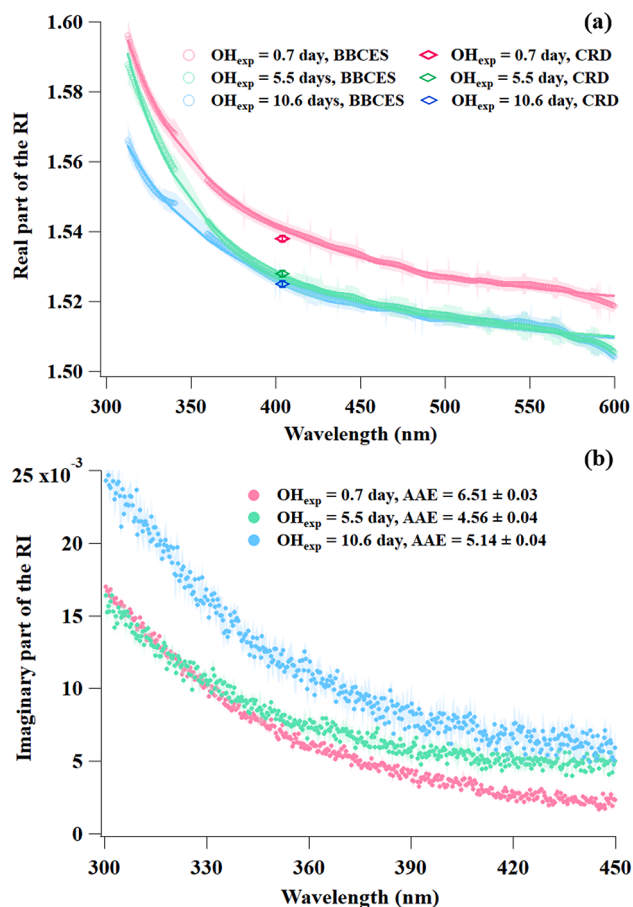 (a)
1.60
1.58
1.56
1.54
1.52
1.50
Real part of the RI
OHexp = 0.7 day, BBCES
OHexp = 5.5 days, BBCES
OHexp = 10.6 days, BBCES
OHexp = 0.7 day, CRD
OHexp = 5.5 day, CRD
OHexp = 10.6 day, CRD
300 350 400 450 500 550 600
Wavelength (nm)
(b)
25 x10-3
20
15
10
5
0
Imaginary part of the RI
OHexp = 0.7 day, AAE = 6.51 ± 0.03
OHexp = 5.5 day, AAE = 4.56 ± 0.04
OHexp = 10.6 day, AAE = 5.14 ± 0.04
300 330 360 390 420 450
Wavelength (nm)